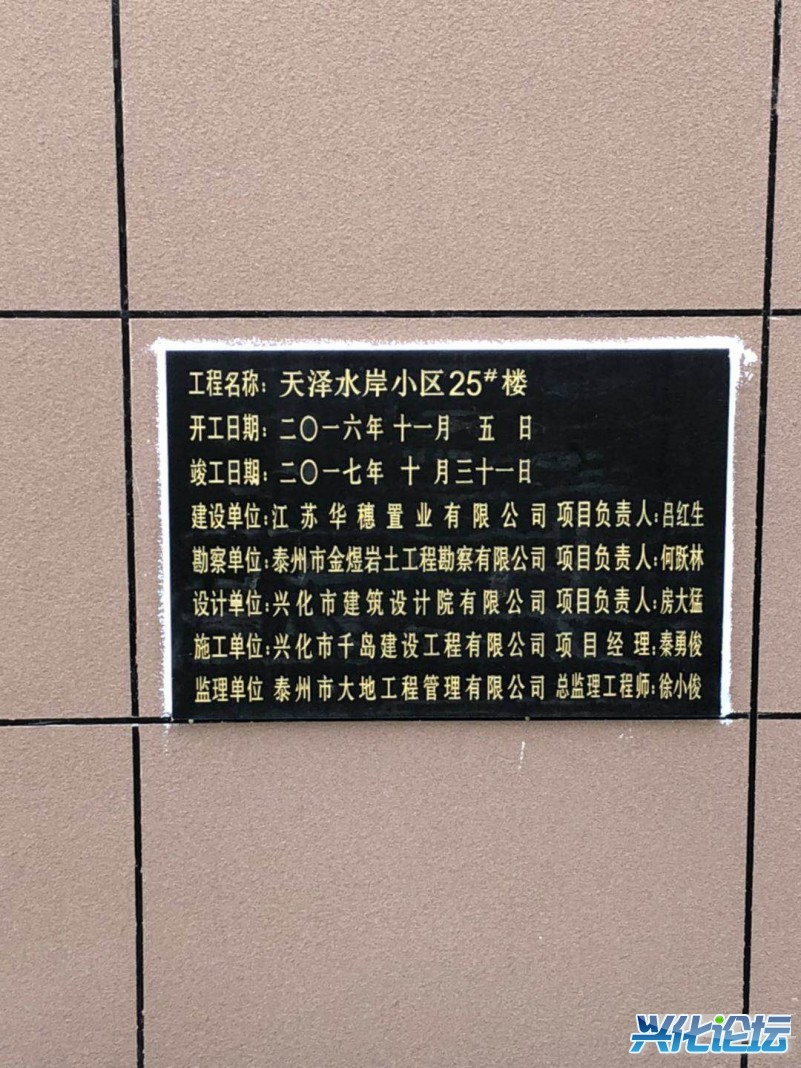 工程名称：天泽水岸小区25#楼
开工日期：二〇一六年 十一月 五 日
竣工日期：二〇一七年 十 月三十一日
建设单位：江苏华穗置业有限公司 项目负责人：吕红生
勘察单位：泰州市金煜岩土工程勘察有限公司 项目负责人：何跃林
设计单位：兴化市建筑设计院有限公司 项目负责人：房大猛
施工单位：兴化市千岛建设工程有限公司 项目经理：秦勇俊
监理单位 泰州市大地工程管理有限公司 总监理工程师：徐小俊
兴化论坛